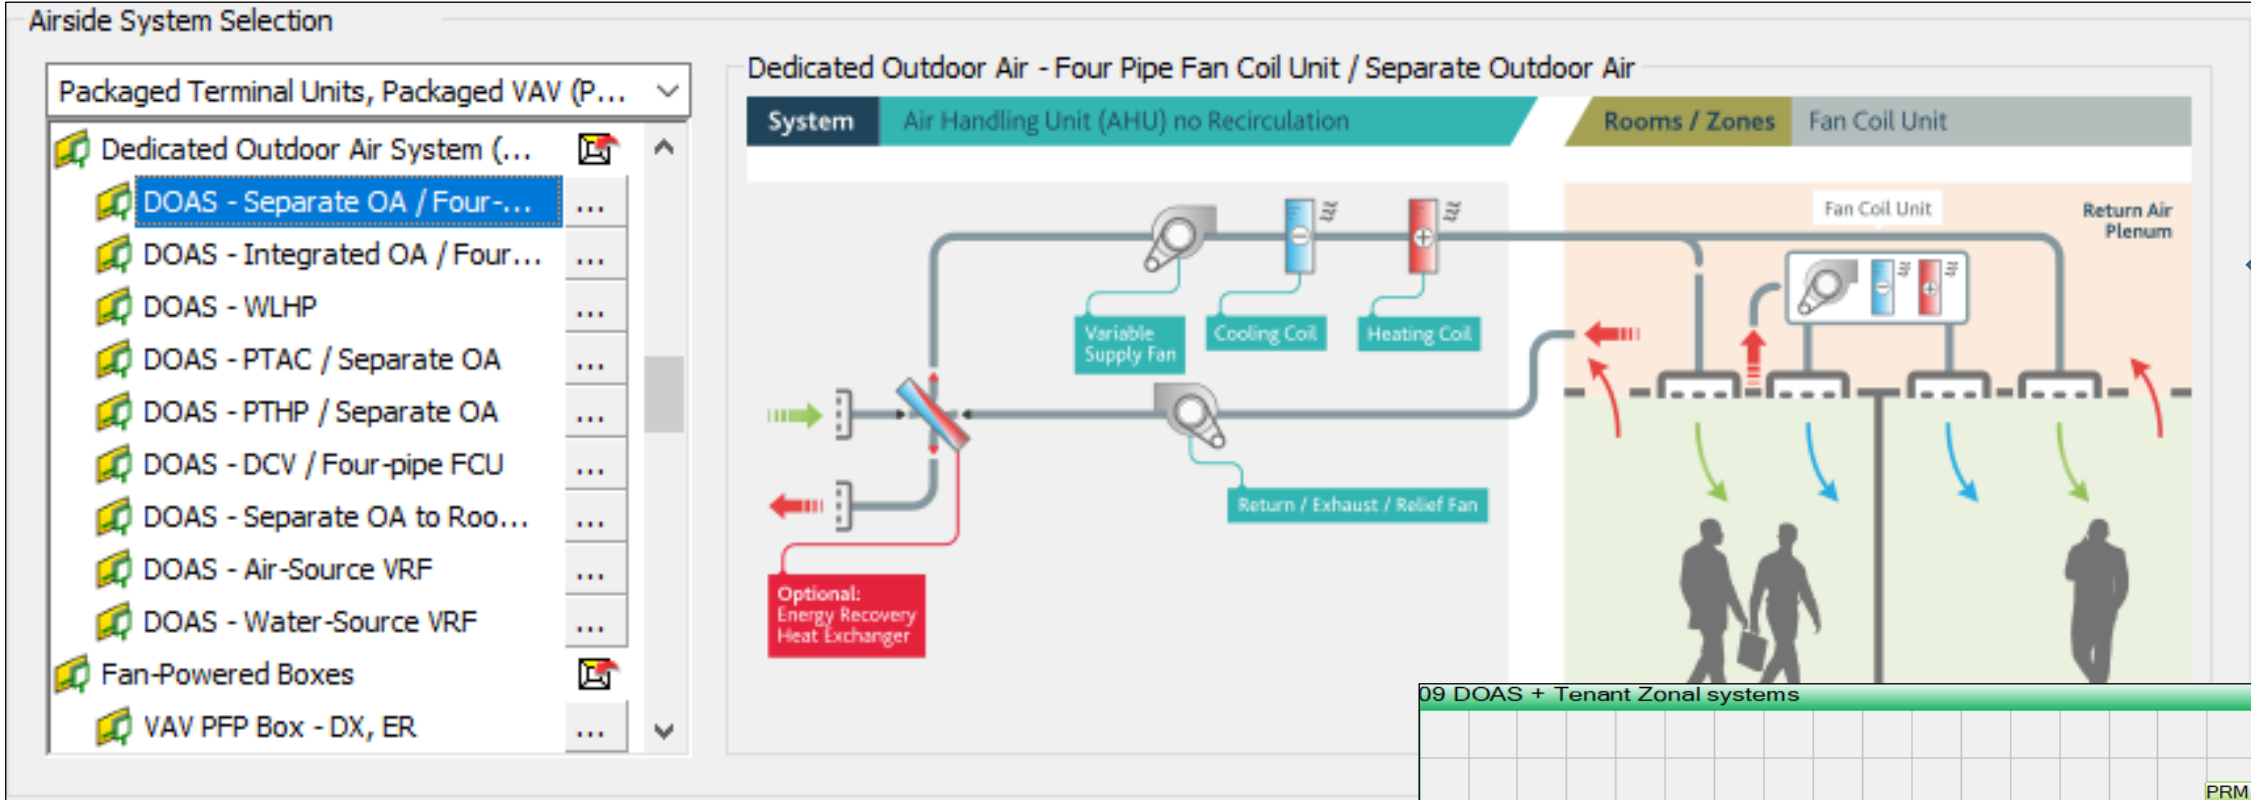 Airside System Selection
Packaged Terminal Units, Packaged VAV (P...
Dedicated Outdoor Air System (...
DOAS - Separate OA / Four-...
...
DOAS - Integrated OA / Four...
...
DOAS - WLHP
...
DOAS - PTAC / Separate OA
...
DOAS - PTHP / Separate OA
...
DOAS - DCV / Four-pipe FCU
...
DOAS - Separate OA to Roo...
...
DOAS - Air-Source VRF
...
DOAS - Water-Source VRF
...
Fan-Powered Boxes
VAV PFP Box - DX, ER
...
Dedicated Outdoor Air - Four Pipe Fan Coil Unit / Separate Outdoor Air
System
Air Handling Unit (AHU) no Recirculation
Rooms / Zones
Fan Coil Unit
Fan Coil Unit
Return Air
Plenum
Variable
Supply Fan
Cooling Coil
Heating Coil
Return / Exhaust / Relief Fan
Optional:
Energy Recovery
Heat Exchanger
09 DOAS + Tenant Zonal systems
PRM